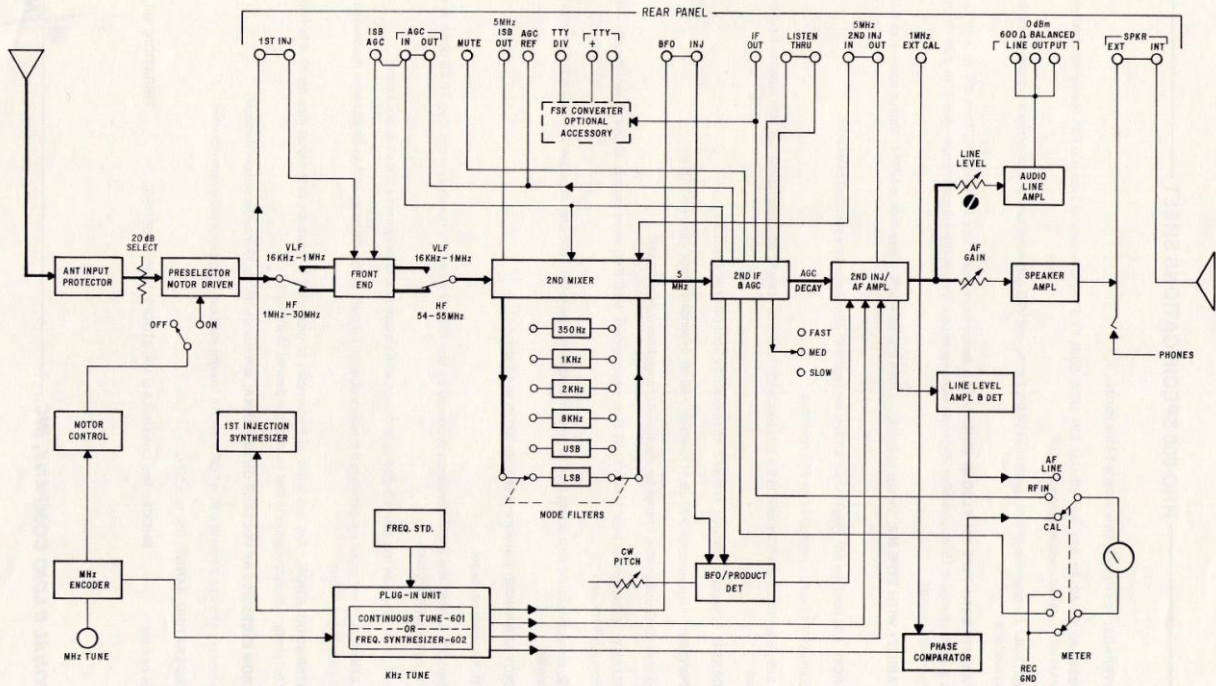 REAR PANEL
1ST INJ
ISB
AGC
AGC
IN OUT
MUTE
5MHz
ISB
OUT
AGC
REF
TTY
DIV
TTY
+ -
BFO INJ
IF
OUT
LISTEN
THRU
5MHz
2ND INJ
IN OUT
1MHz
EXT CAL
0dBm
600Ω BALANCED
LINE OUTPUT
SPKR
EXT INT
FSK CONVERTER
OPTIONAL
ACCESSORY
LINE
LEVEL
AUDIO
LINE
AMPL
20dB
SELECT
ANT INPUT
PROTECTOR
PRESELECTOR
MOTOR DRIVEN
VLF
16KHz-1MHz
HF
1MHz-30MHz
FRONT
END
VLF
16KHz-1MHz
HF
54-55MHz
2ND MIXER
5
MHz
2ND IF
& AGC
AGC
DECAY
2ND INJ/
AF AMPL
AF
GAIN
SPEAKER
AMPL
OFF
ON
350Hz
1KHz
2KHz
8KHz
USB
LSB
MODE FILTERS
FAST
MED
SLOW
PHONES
MOTOR
CONTROL
1ST INJECTION
SYNTHESIZER
LINE LEVEL
AMPL & DET
AF
LINE
RF IN
CAL
FREQ. STD.
CW
PITCH
BFO/PRODUCT
DET
MHz
ENCODER
MHz TUNE
PLUG-IN UNIT
CONTINUOUS TUNE-601
OR
FREQ. SYNTHESIZER-602
KHz TUNE
PHASE
COMPARATOR
REC
GND
METER